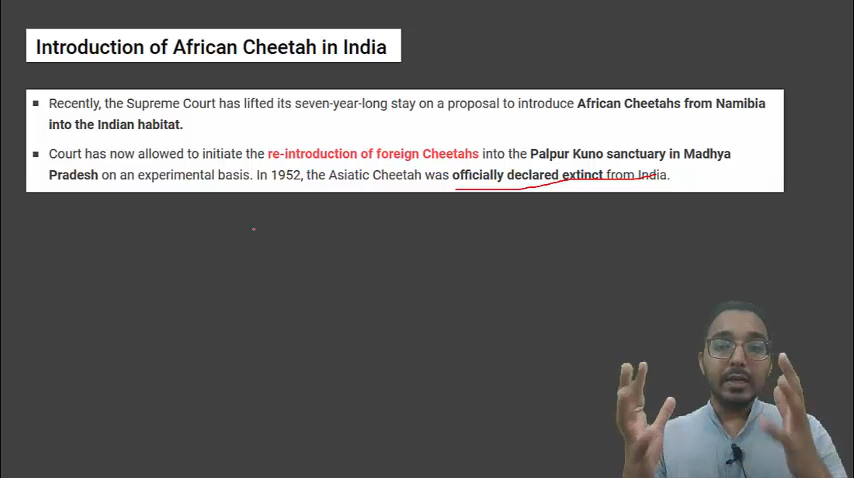 Introduction of African Cheetah in India
Recently, the Supreme Court has lifted its seven-year-long stay on a proposal to introduce African Cheetahs from Namibia
into the Indian habitat.
Court has now allowed to initiate the re-introduction of foreign Cheetahs into the Palpur Kuno sanctuary in Madhya
Pradesh on an experimental basis. In 1952, the Asiatic Cheetah was officially declared extinct from India.